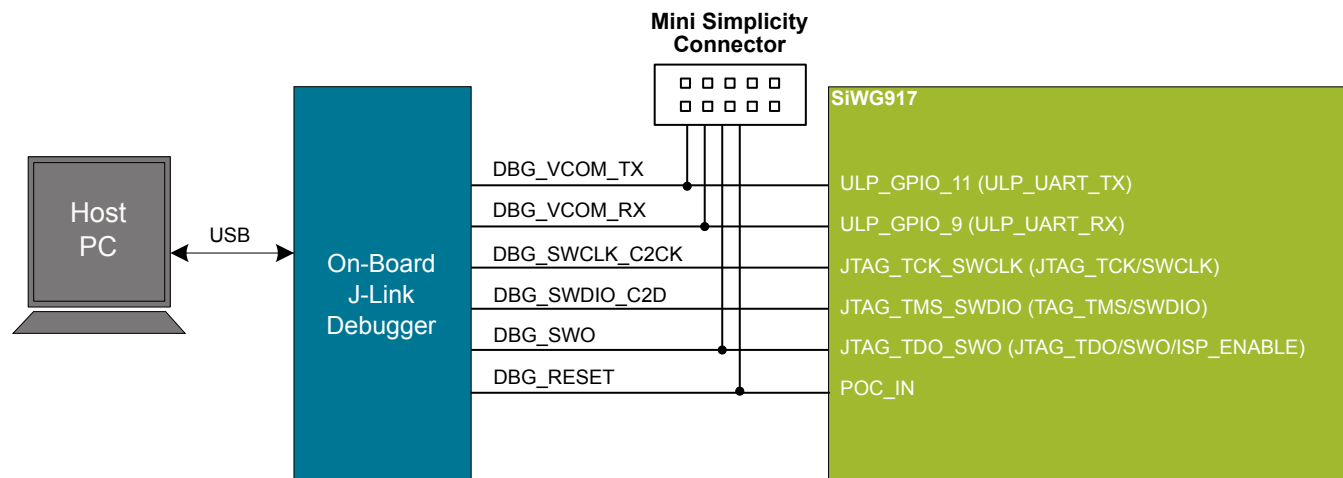 Mini Simplicity
Connector
SiWG917
Host
PC
USB
On-Board
J-Link
Debugger
DBG_VCOM_TX
ULP_GPIO_11 (ULP_UART_TX)
DBG_VCOM_RX
ULP_GPIO_9 (ULP_UART_RX)
DBG_SWCLK_C2CK
JTAG_TCK_SWCLK (JTAG_TCK/SWCLK)
DBG_SWDIO_C2D
JTAG_TMS_SWDIO (TAG_TMS/SWDIO)
DBG_SWO
JTAG_TDO_SWO (JTAG_TDO/SWO/ISP_ENABLE)
DBG_RESET
POC_IN